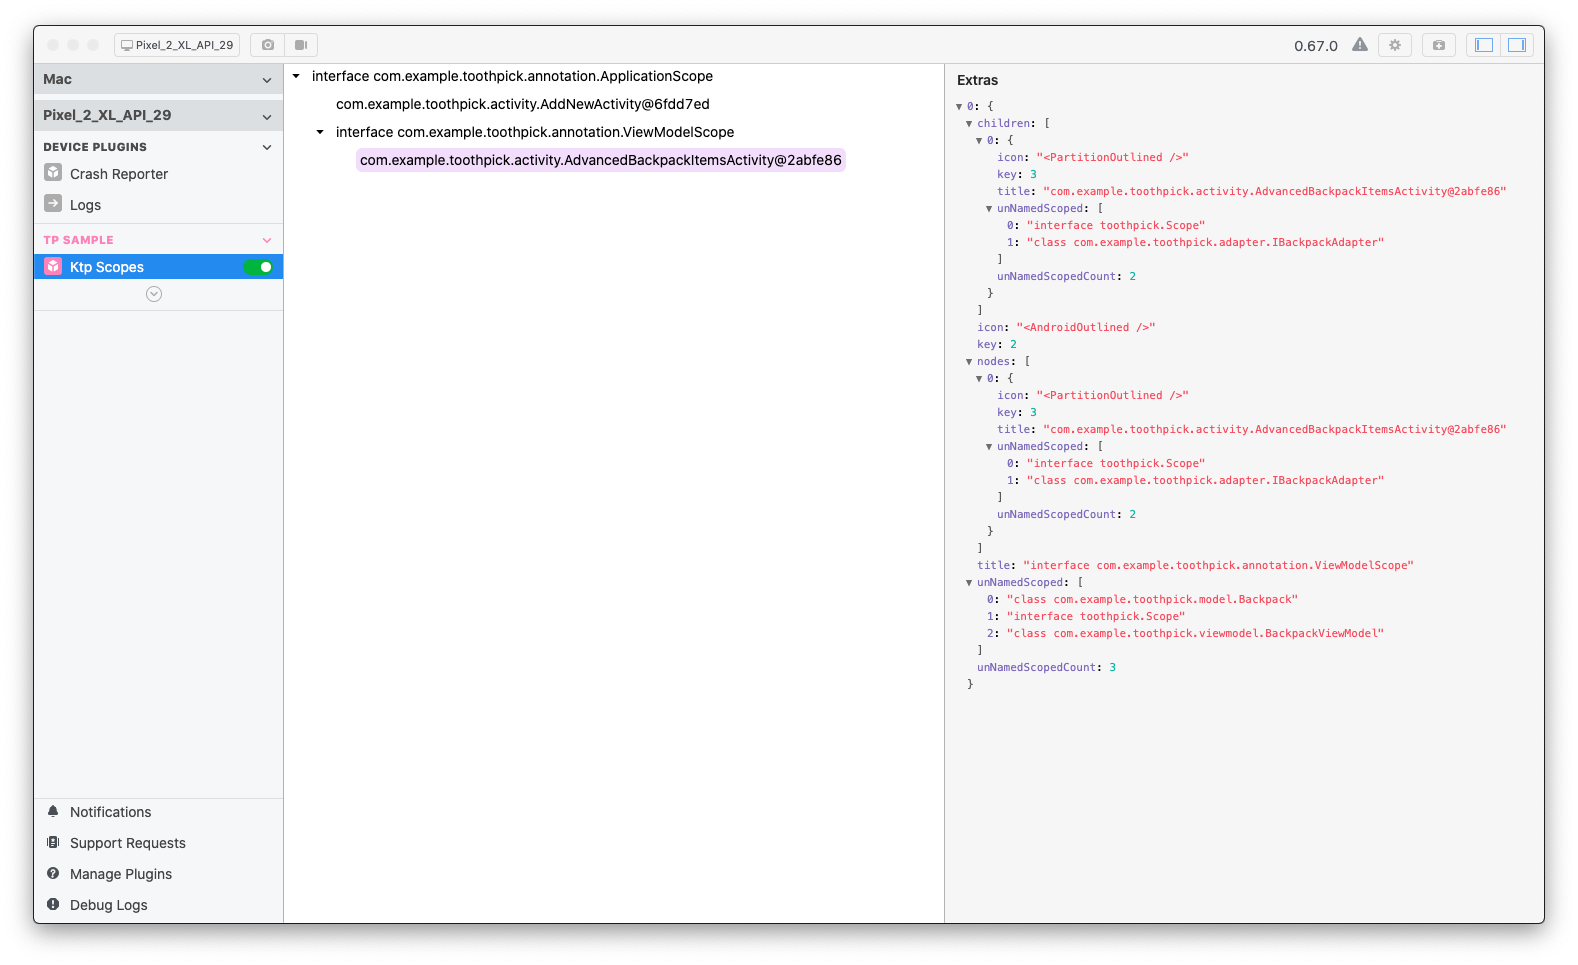 Pixel_2_XL_API_29
0.67.0
Mac
Pixel_2_XL_API_29
DEVICE PLUGINS
Crash Reporter
Logs
TP SAMPLE
Ktp Scopes
Notifications
Support Requests
Manage Plugins
Debug Logs
interface com.example.toothpick.annotation.ApplicationScope
com.example.toothpick.activity.AddNewActivity@6fdd7ed
interface com.example.toothpick.annotation.ViewModelScope
com.example.toothpick.activity.AdvancedBackpackItemsActivity@2abfe86
Extras
0: {
children: [
0: {
icon: "<PartitionOutlined />"
key: 3
title: "com.example.toothpick.activity.AdvancedBackpackItemsActivity@2abfe86"
unNamedScoped: [
0: "interface toothpick.Scope"
1: "class com.example.toothpick.adapter.IBackpackAdapter"
]
unNamedScopedCount: 2
}
]
icon: "<AndroidOutlined />"
key: 2
nodes: [
0: {
icon: "<PartitionOutlined />"
key: 3
title: "com.example.toothpick.activity.AdvancedBackpackItemsActivity@2abfe86"
unNamedScoped: [
0: "interface toothpick.Scope"
1: "class com.example.toothpick.adapter.IBackpackAdapter"
]
unNamedScopedCount: 2
}
]
title: "interface com.example.toothpick.annotation.ViewModelScope"
unNamedScoped: [
0: "class com.example.toothpick.model.Backpack"
1: "interface toothpick.Scope"
2: "class com.example.toothpick.viewmodel.BackpackViewModel"
]
unNamedScopedCount: 3
}